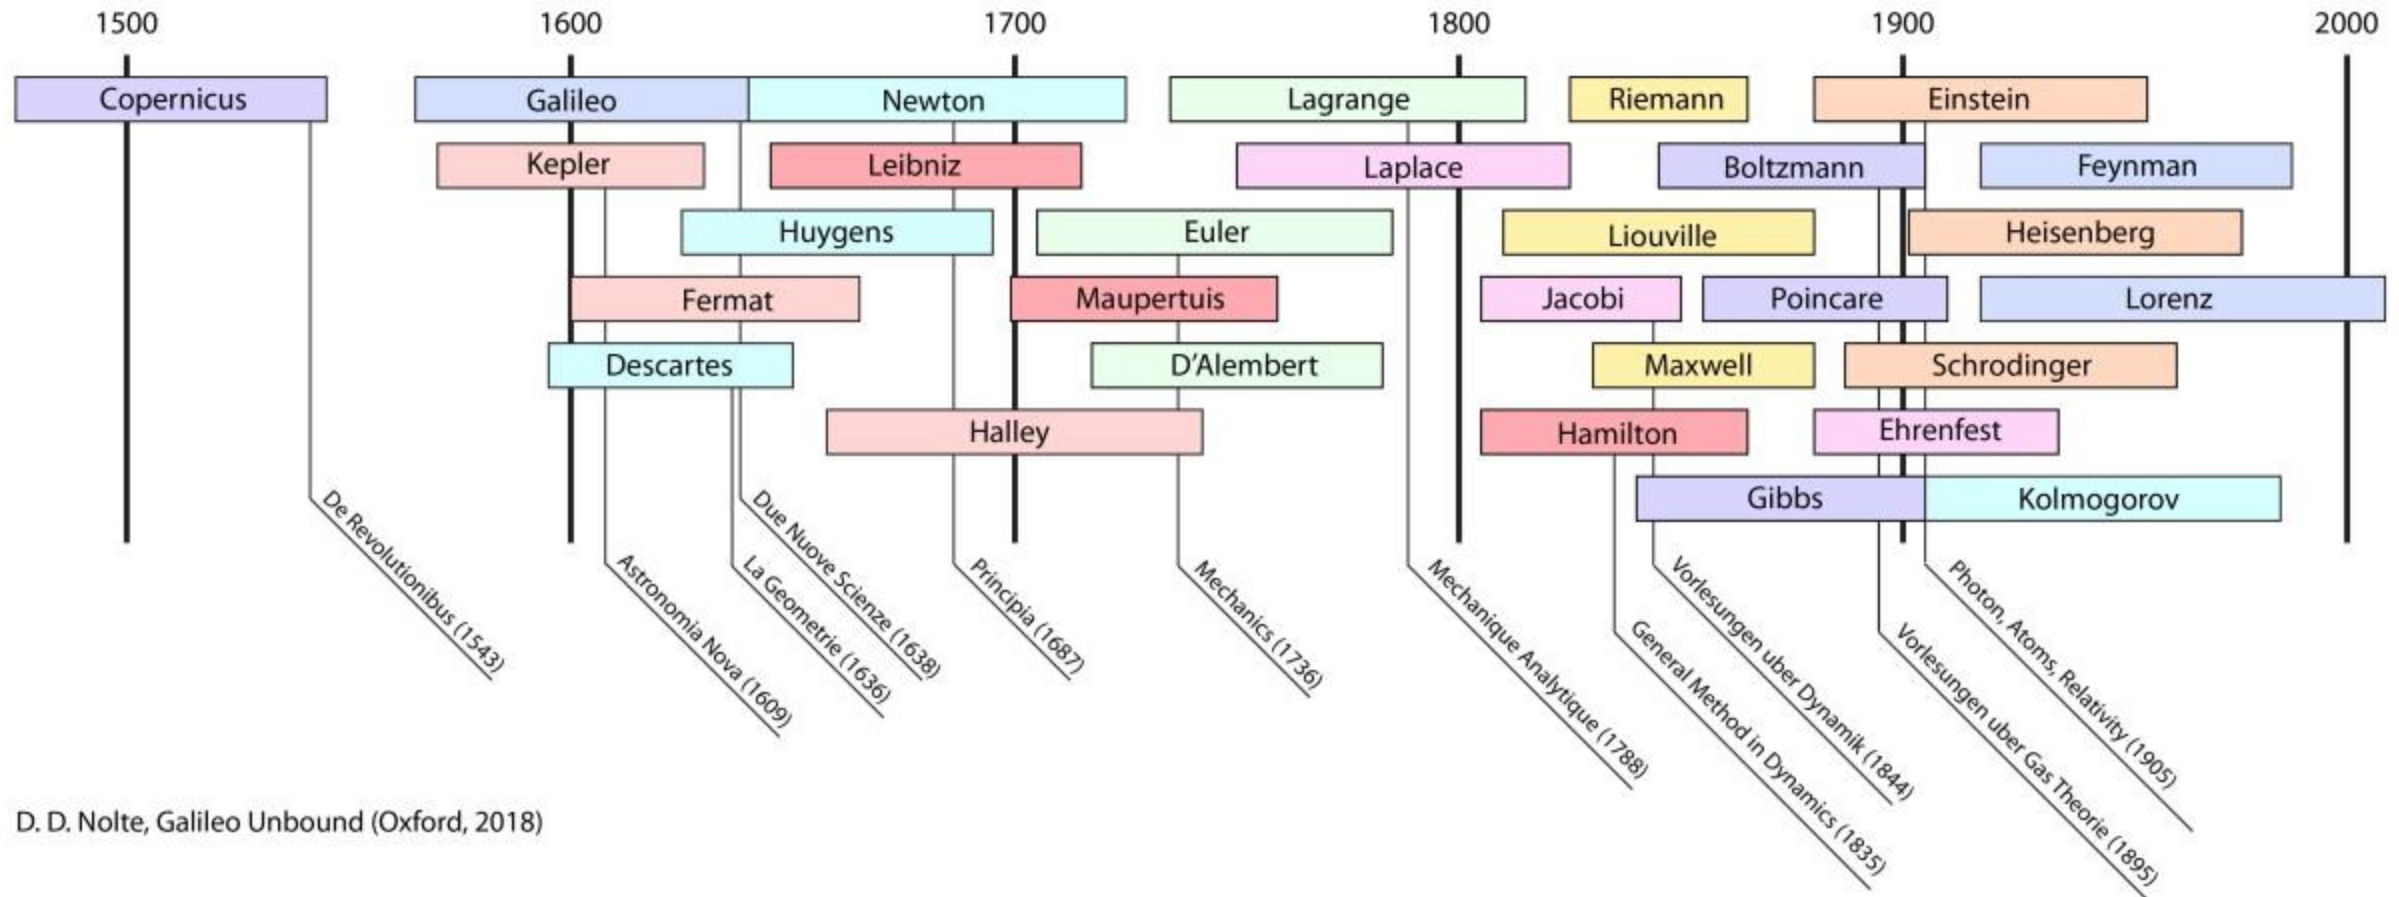 1500 1600 1700 1800 1900 2000
Copernicus Galileo Newton Lagrange Riemann Einstein
Kepler Leibniz Laplace Boltzmann Feynman
Huygens Euler Liouville Heisenberg
Fermat Maupertuis Jacobi Poincare Lorenz
Descartes D'Alembert Maxwell Schrodinger
Halley Hamilton Ehrenfest
Gibbs Kolmogorov
De Revolutionibus (1543)
Astronomia Nova (1609)
La Geometrie (1636)
Due Nuove Scienze (1638)
Principia (1687)
Mechanics (1736)
Mechanique Analytique (1788)
General Method in Dynamics (1835)
Vorlesungen uber Dynamik (1844)
Vorlesungen uber Gas Theorie (1895)
Photon, Atoms, Relativity (1905)
D. D. Nolte, Galileo Unbound (Oxford, 2018)